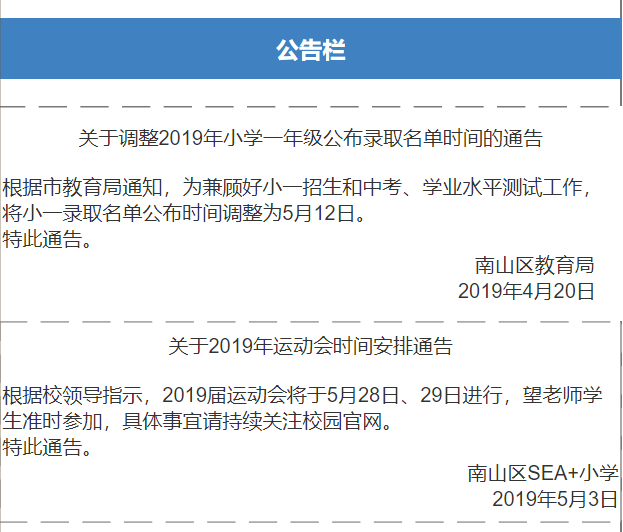 公告栏
关于调整2019年小学一年级公布录取名单时间的通告
根据市教育局通知，为兼顾好小一招生和中考、学业水平测试工作，
将小一录取名单公布时间调整为5月12日。
特此通告。
南山区教育局
2019年4月20日
关于2019年运动会时间安排通告
根据校领导指示，2019届运动会将于5月28日、29日进行，望老师学
生准时参加，具体事宜请持续关注校园官网。
特此通告。
南山区SEA+小学
2019年5月3日